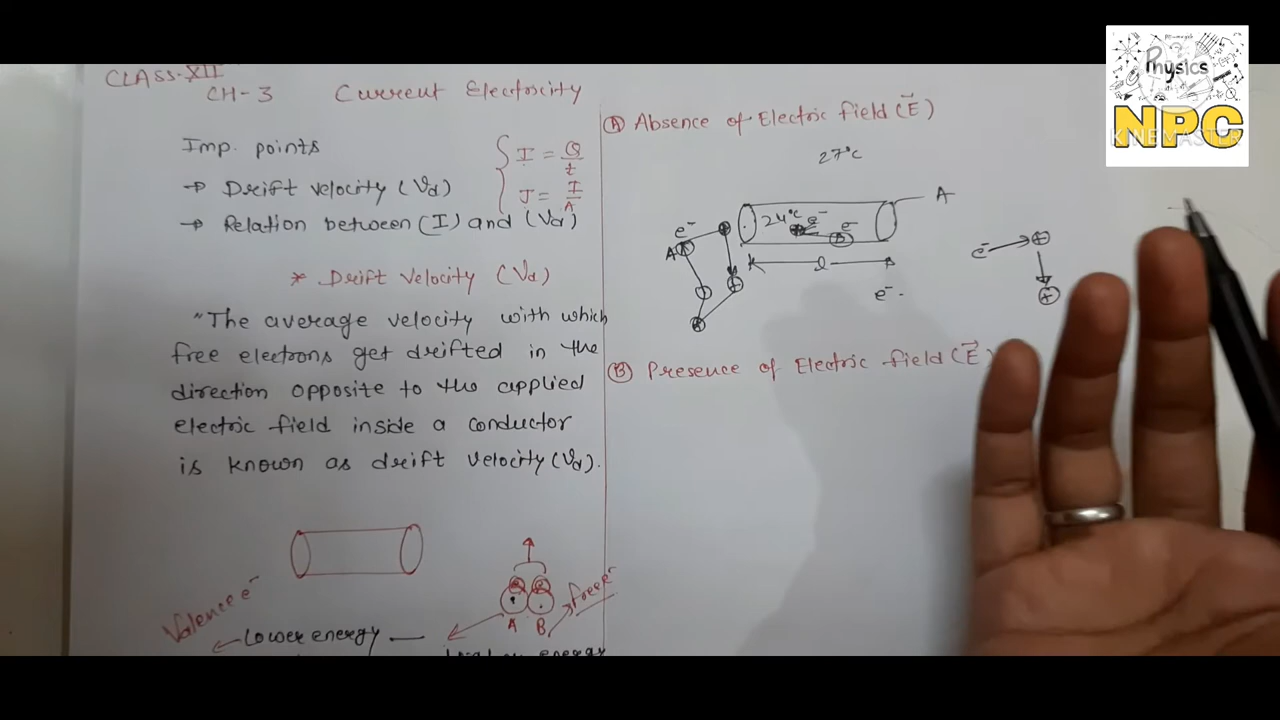 CLASS-XII
CH-3 Current Electricity
Imp. points
→ Drift velocity (Vd)
→ Relation between (I) and (Vd)
I = Q/t
J = I/A
* Drift Velocity (Vd)
"The average velocity with which
free electrons get drifted in the
direction opposite to the applied
electric field inside a conductor
is known as drift velocity (Vd).
Valence e⁻
← Lower energy —
A B
free e⁻
energy
(A) Absence of Electric field (E⃗)
27°C
A
24°C e⁻ e⁻
e⁻
A
l
e⁻
e⁻ → +
+
(B) Presence of Electric field (E⃗)
Physics
NPC
KINEMASTER